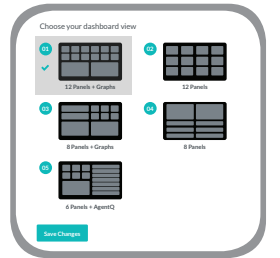 Choose your dashboard view
01
02
12 Panels + Graphs
12 Panels
03
04
8 Panels + Graphs
8 Panels
05
6 Panels + AgentQ
Save Changes